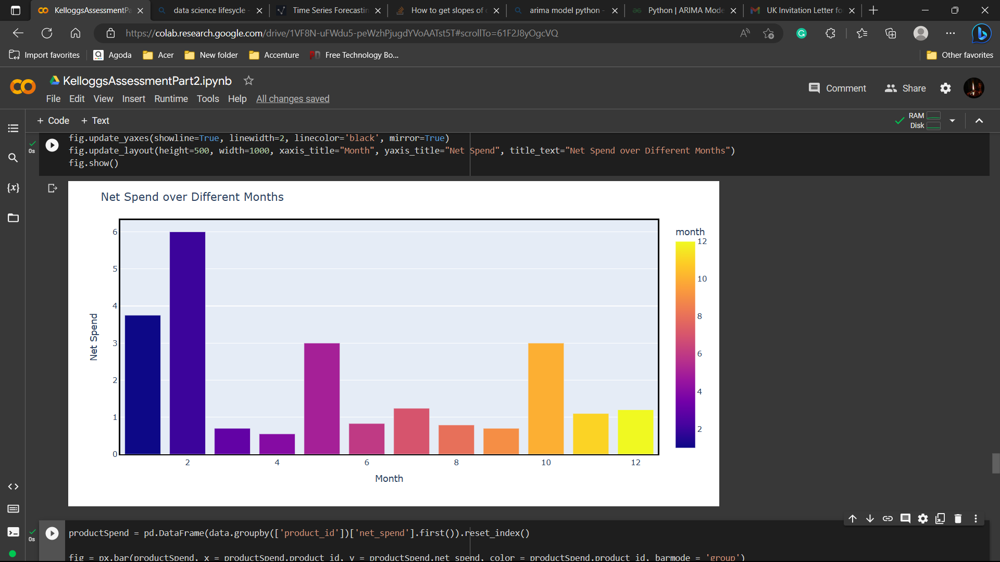 KelloggsAssessmentPa
data science lifesycle -
Time Series Forecastin
How to get slopes of c
arima model python -
Python | ARIMA Mode
UK Invitation Letter fo
https://colab.research.google.com/drive/1VF8N-uFWdu5-peWzhPjugdYVoAATst5T#scrollTo=61F2J8yOgcVQ
Import favorites
Agoda
Acer
New folder
Accenture
Free Technology Bo...
Other favorites
KelloggsAssessmentPart2.ipynb
Comment
Share
File Edit View Insert Runtime Tools Help All changes saved
+ Code + Text
RAM
Disk
fig.update_yaxes(showline=True, linewidth=2, linecolor='black', mirror=True)
0s
fig.update_layout(height=500, width=1000, xaxis_title="Month", yaxis_title="Net Spend", title_text="Net Spend over Different Months")
fig.show()
{x}
Net Spend over Different Months
6
5
4
3
2
1
0
Net Spend
2 4 6 8 10 12
Month
month
12
10
8
6
4
2
productSpend = pd.DataFrame(data.groupby(['product_id'])['net_spend'].first()).reset_index()
0s
fig = px.bar(productSpend, x = productSpend.product_id, y = productSpend.net_spend, color = productSpend.product_id, barmode = 'group')